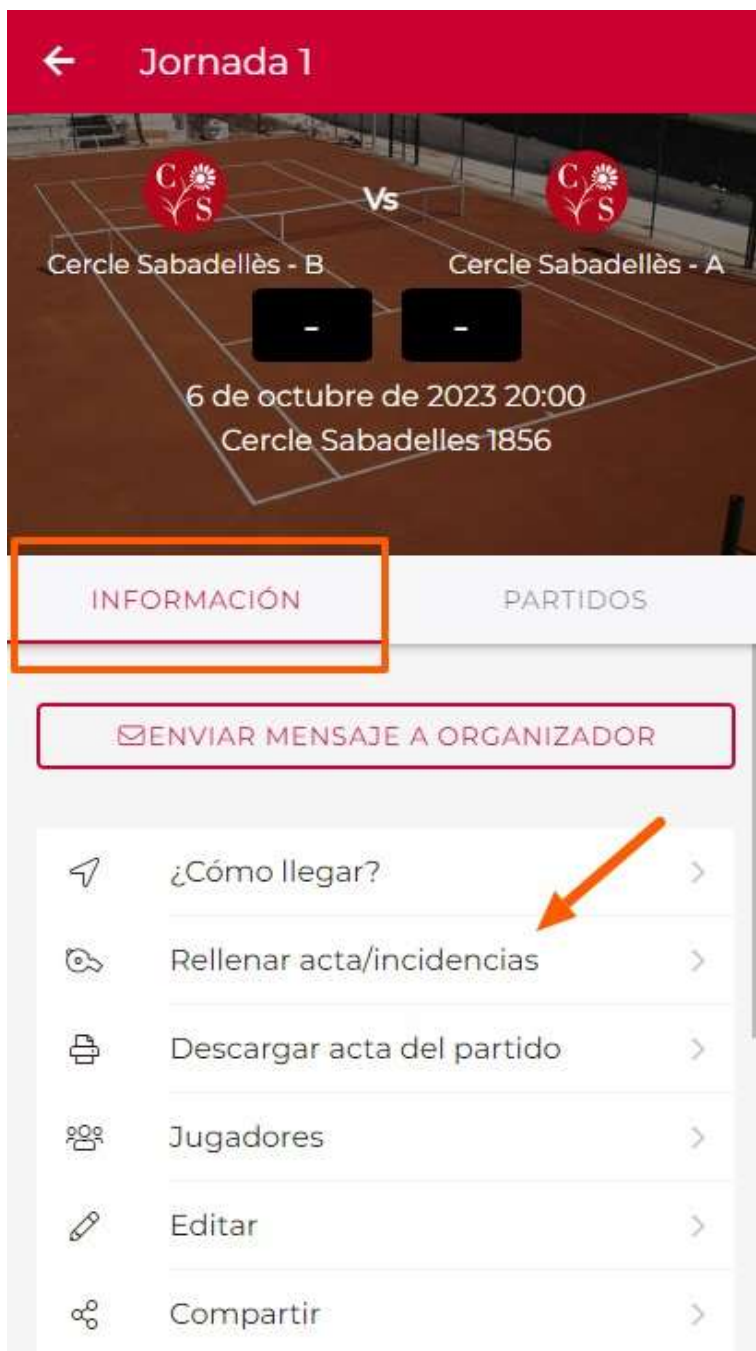 Jornada 1
C S
Vs
C S
Cercle Sabadellès - B
Cercle Sabadellès - A
- -
6 de octubre de 2023 20:00
Cercle Sabadelles 1856
INFORMACIÓN
PARTIDOS
ENVIAR MENSAJE A ORGANIZADOR
¿Cómo llegar?
Rellenar acta/incidencias
Descargar acta del partido
Jugadores
Editar
Compartir